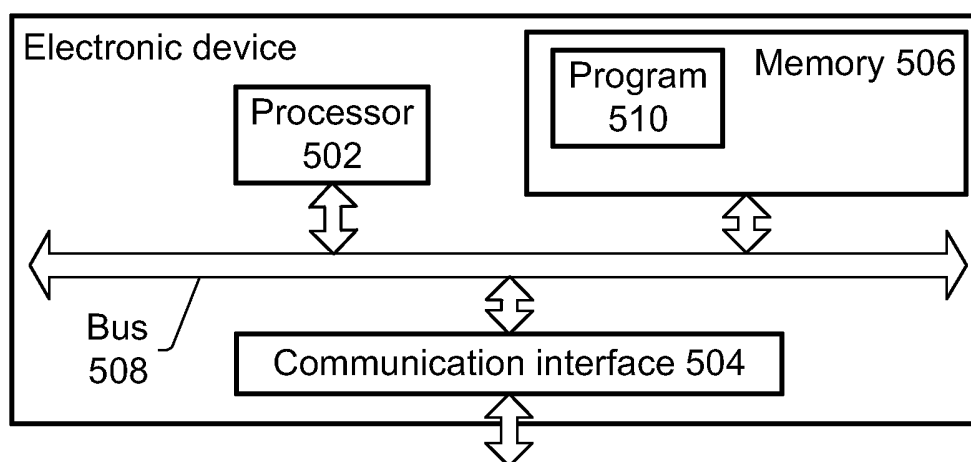 Electronic device
Processor
502
Program
510
Memory 506
Bus
508
Communication interface 504